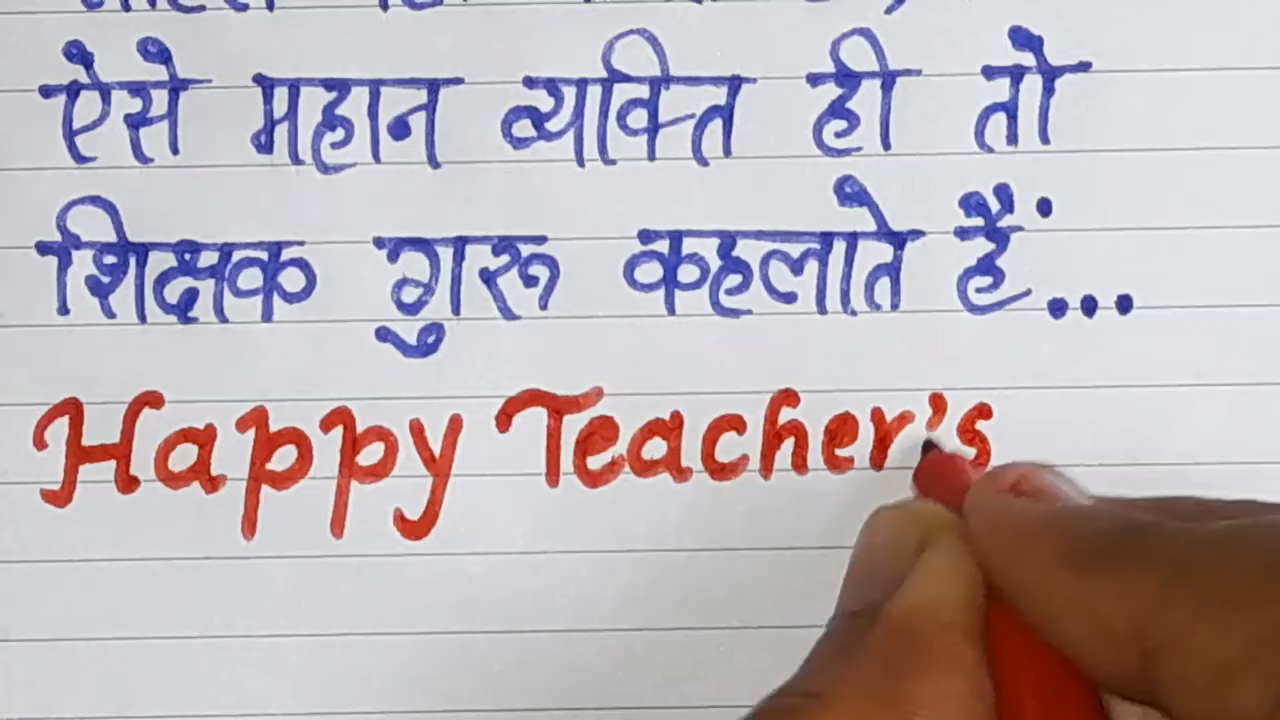 ऐसे महान व्यक्ति ही तो
शिक्षक गुरू कहलाते हैं...
Happy Teacher's